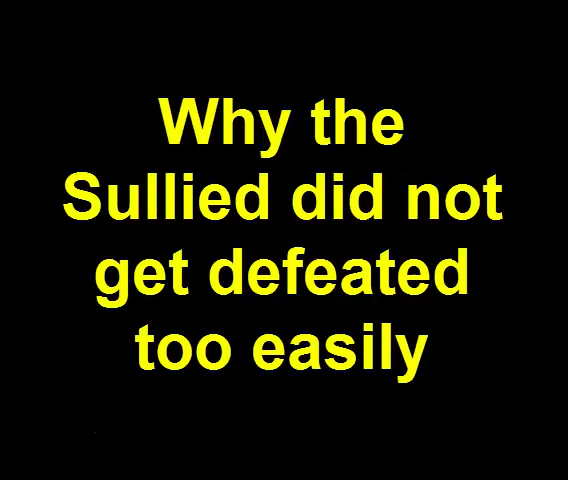 Why the
Sullied did not
get defeated
too easily